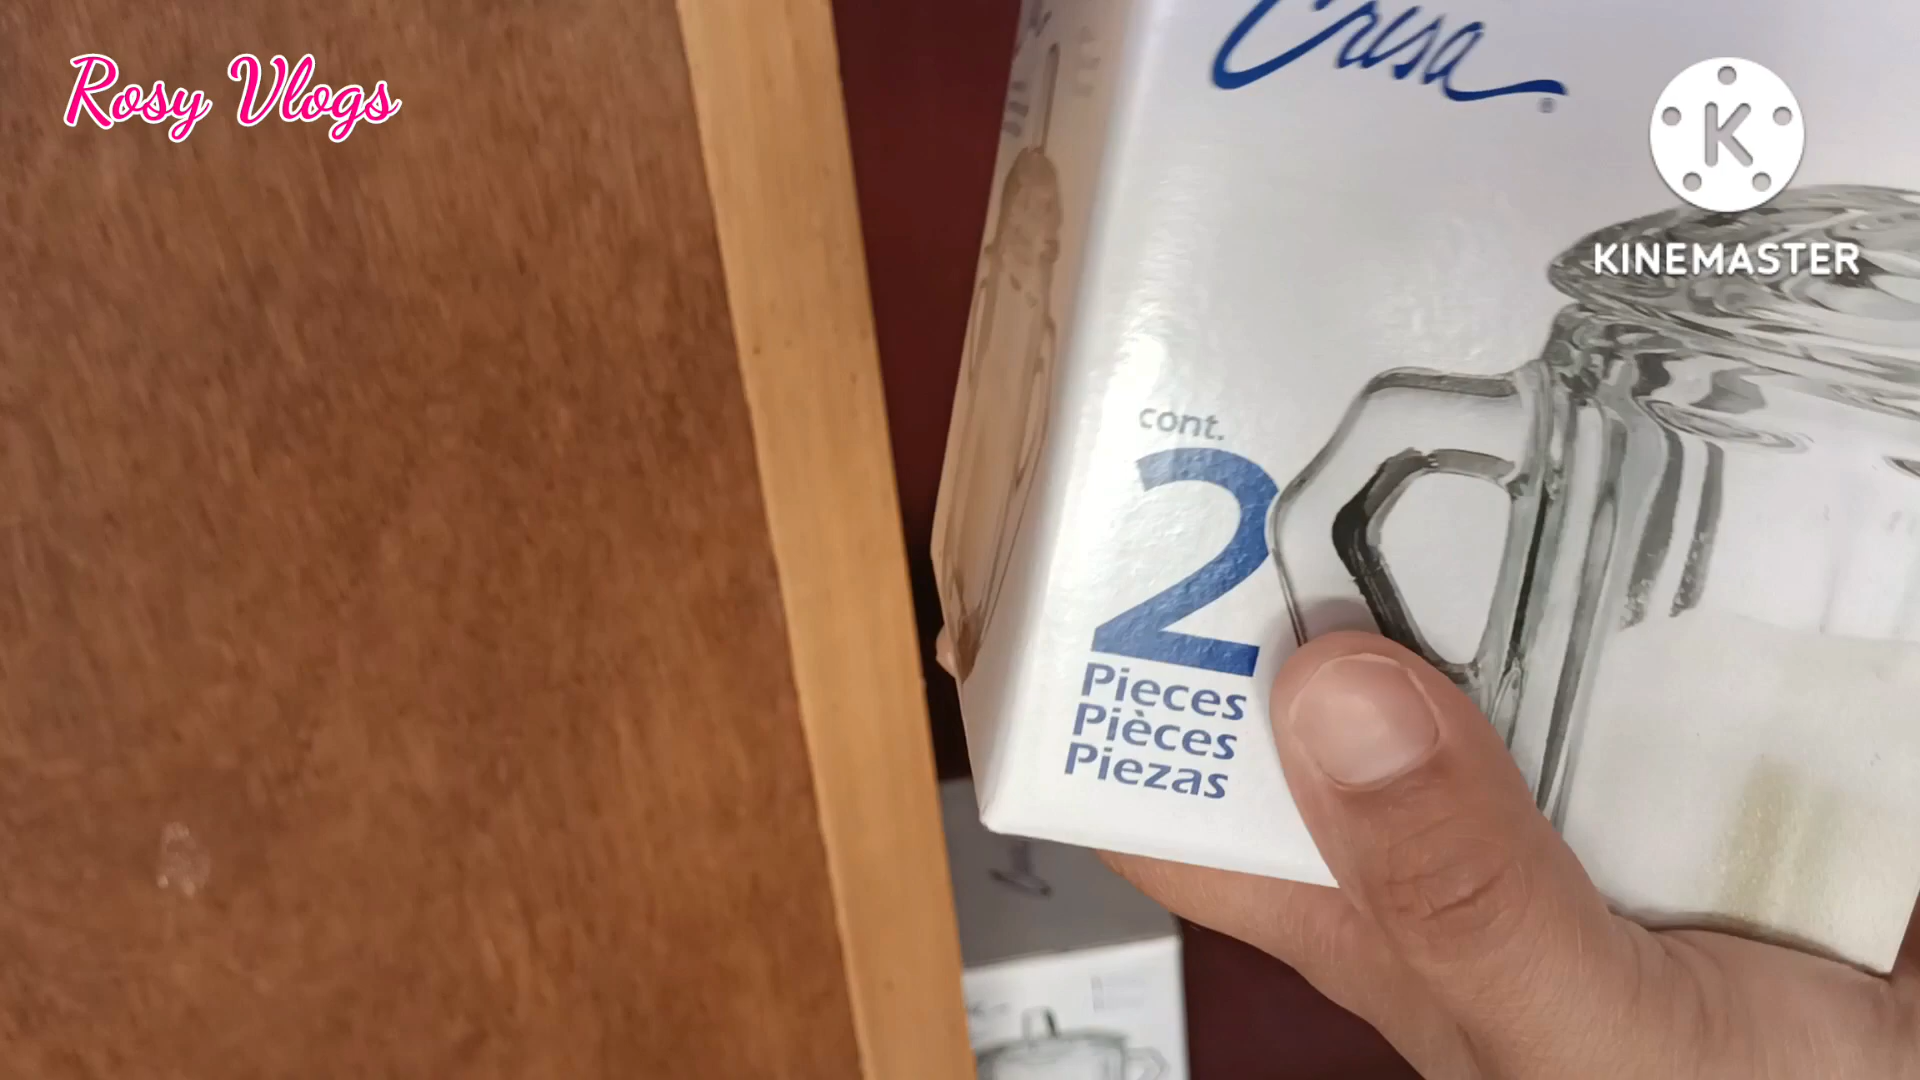 Rosy Vlogs
Crisa
®
K
KINEMASTER
cont.
2
Pieces
Pièces
Piezas